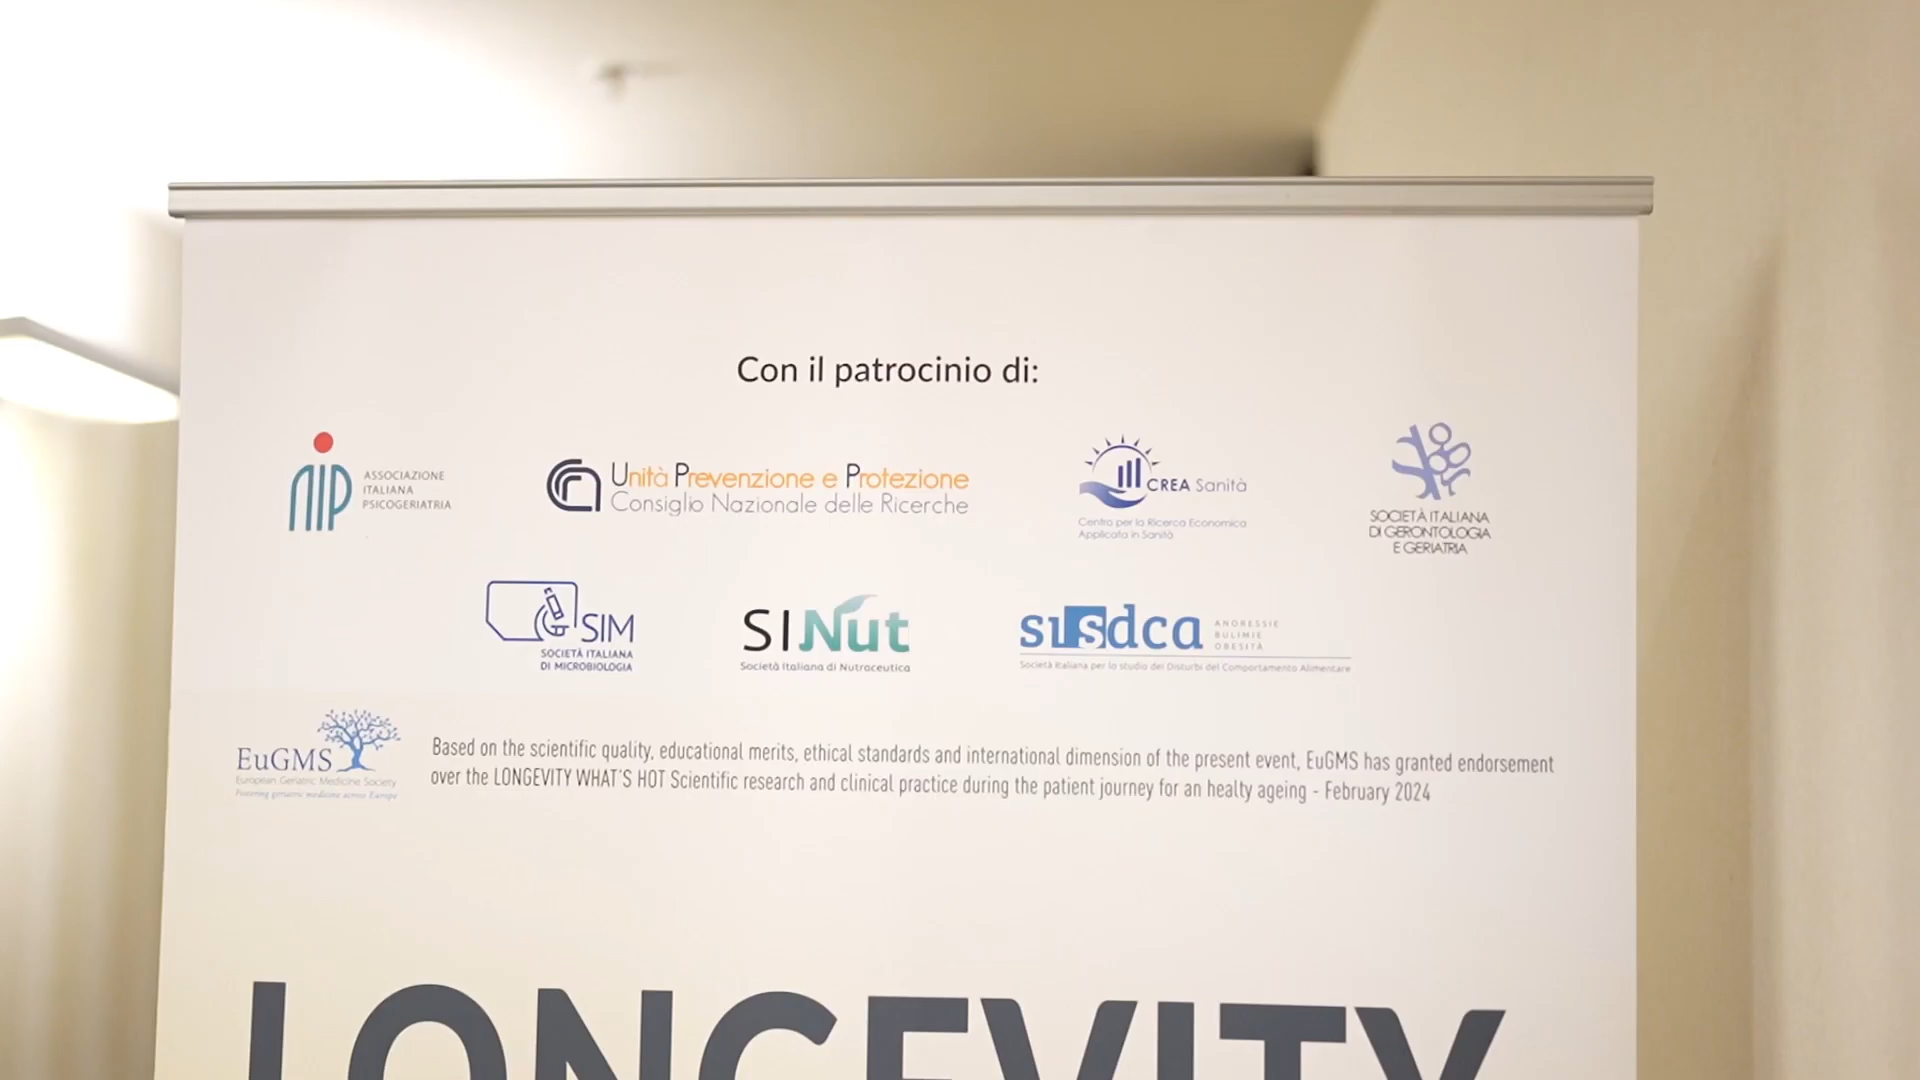 Con il patrocinio di:
AIP
ASSOCIAZIONE
ITALIANA
PSICOGERIATRIA
Unità Prevenzione e Protezione
Consiglio Nazionale delle Ricerche
CREA Sanità
Centro per la Ricerca Economica
Applicata in Sanità
SOCIETÀ ITALIANA
DI GERONTOLOGIA
E GERIATRIA
SIM
SOCIETÀ ITALIANA
DI MICROBIOLOGIA
SINut
Società Italiana di Nutraceutica
sisdca
ANORESSIE
BULIMIE
OBESITÀ
Società Italiana per lo studio dei Disturbi del Comportamento Alimentare
EuGMS
European Geriatric Medicine Society
Fostering geriatric medicine across Europe
Based on the scientific quality, educational merits, ethical standards and international dimension of the present event, EuGMS has granted endorsement
over the LONGEVITY WHAT'S HOT Scientific research and clinical practice during the patient journey for an healty ageing - February 2024
LONGEVITY